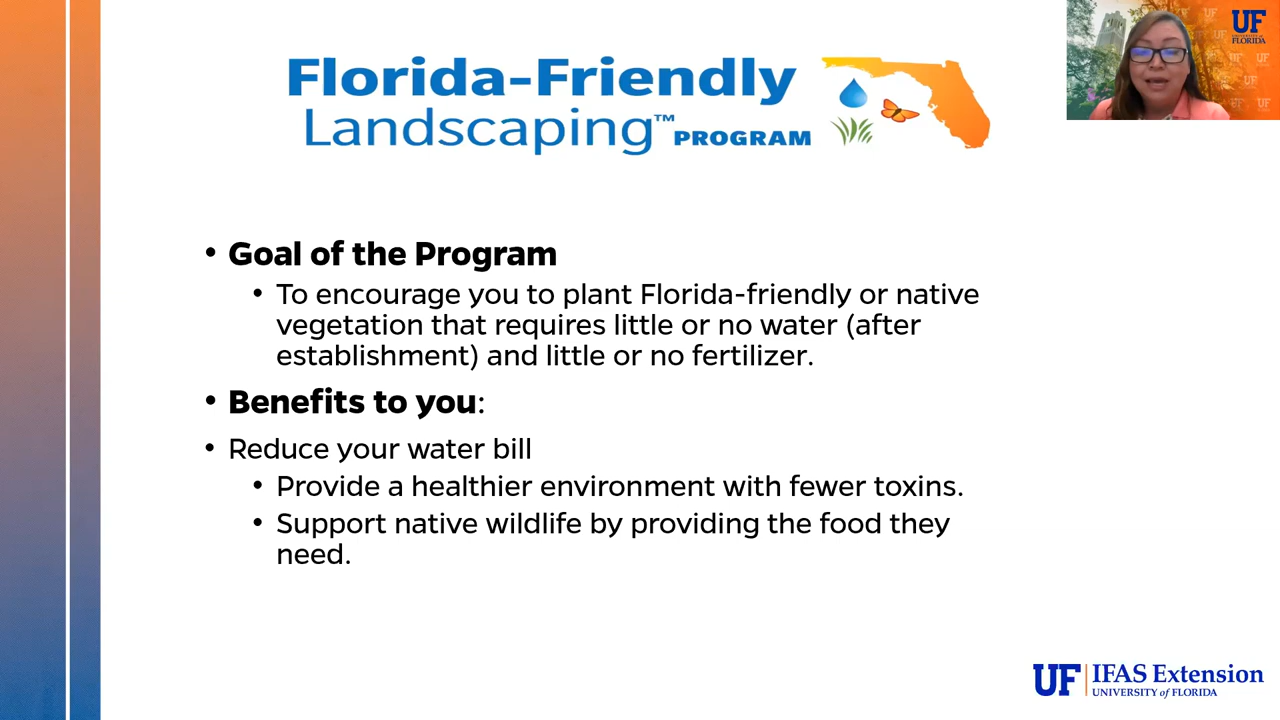 Florida-Friendly
Landscaping™ PROGRAM
UF
UNIVERSITY of
FLORIDA
• Goal of the Program
• To encourage you to plant Florida-friendly or native
vegetation that requires little or no water (after
establishment) and little or no fertilizer.
• Benefits to you:
• Reduce your water bill
• Provide a healthier environment with fewer toxins.
• Support native wildlife by providing the food they
need.
UF IFAS Extension
UNIVERSITY of FLORIDA